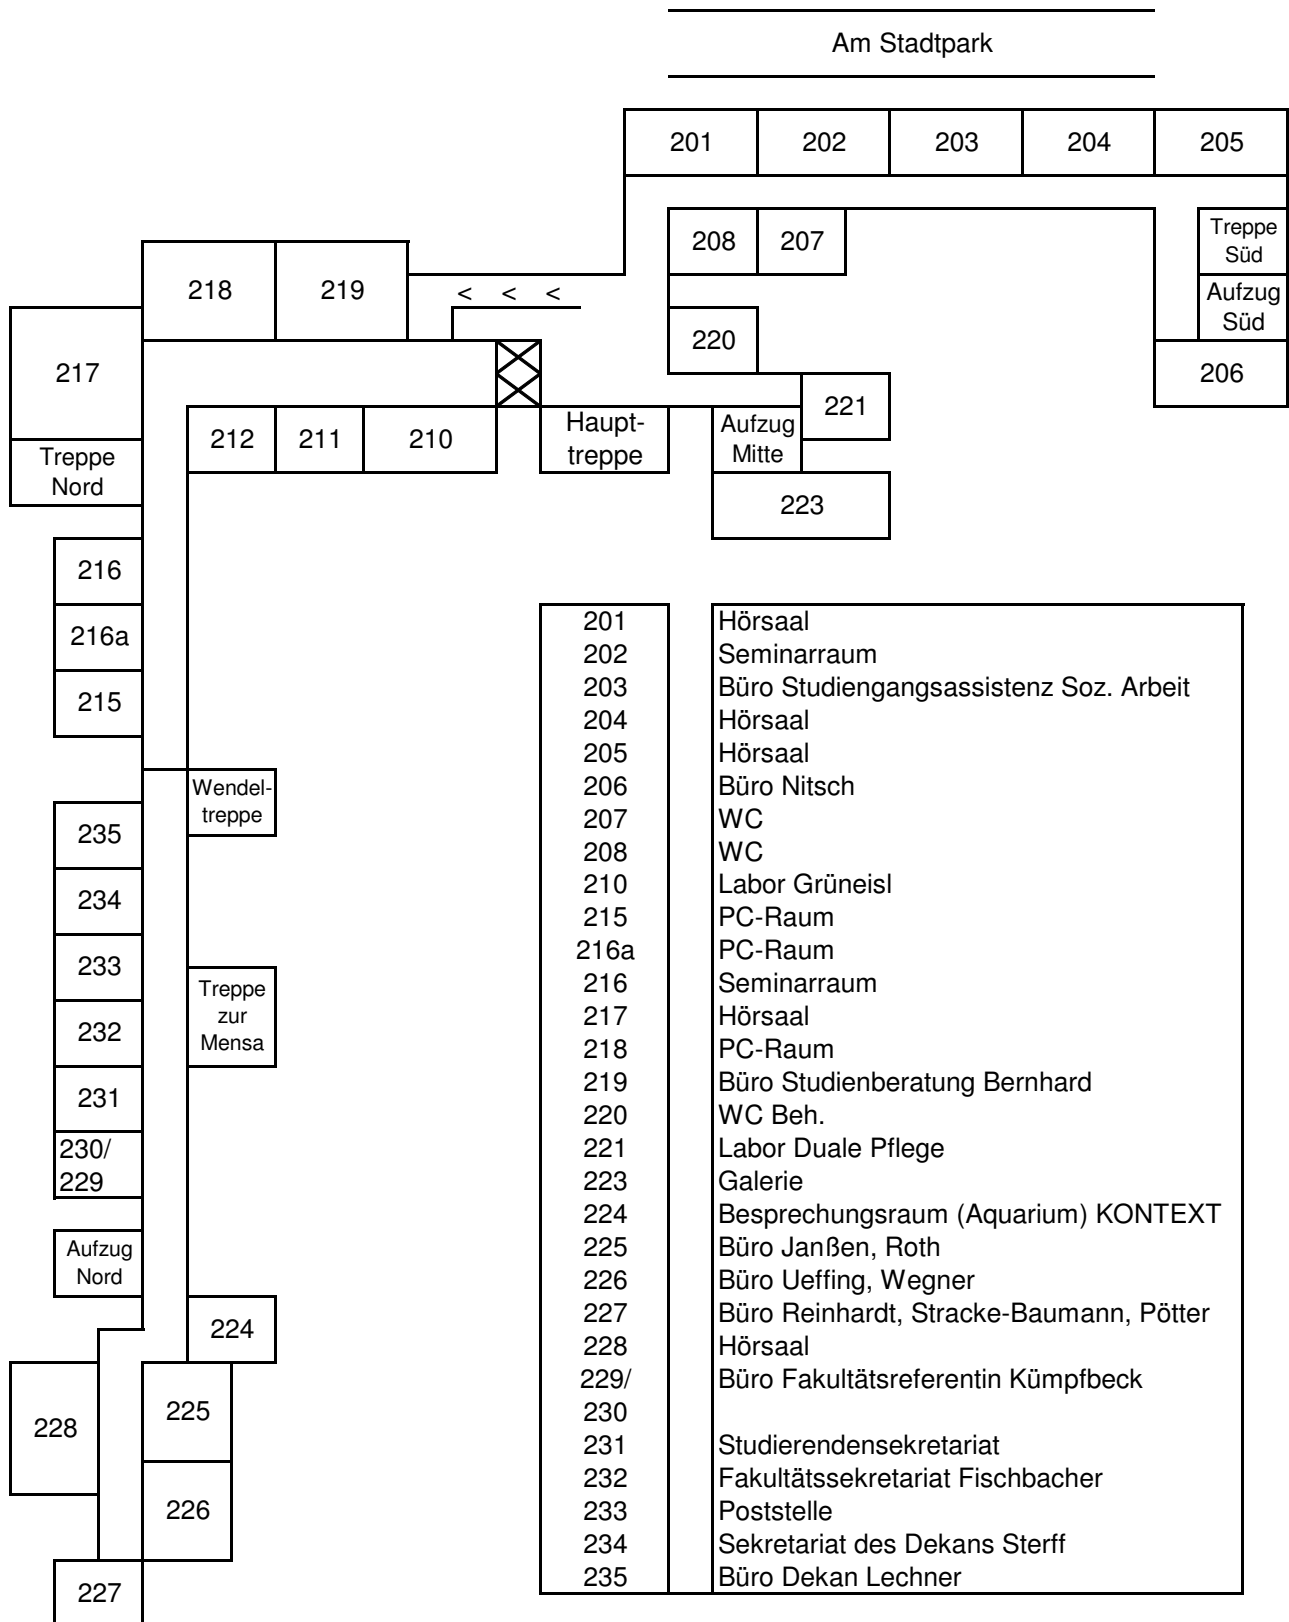 Am Stadtpark
201 202 203 204 205
208 207
Treppe
Süd
218 219
< < <
Aufzug
Süd
217
220
206
221
212 211 210
Haupt-
treppe
Aufzug
Mitte
Treppe
Nord
223
216
216a
215
Wendel-
treppe
235
234
233
Treppe
zur
Mensa
232
231
230/
229
Aufzug
Nord
224
228
225
226
227
201 Hörsaal
202 Seminarraum
203 Büro Studiengangsassistenz Soz. Arbeit
204 Hörsaal
205 Hörsaal
206 Büro Nitsch
207 WC
208 WC
210 Labor Grüneisl
215 PC-Raum
216a PC-Raum
216 Seminarraum
217 Hörsaal
218 PC-Raum
219 Büro Studienberatung Bernhard
220 WC Beh.
221 Labor Duale Pflege
223 Galerie
224 Besprechungsraum (Aquarium) KONTEXT
225 Büro Janßen, Roth
226 Büro Ueffing, Wegner
227 Büro Reinhardt, Stracke-Baumann, Pötter
228 Hörsaal
229/ Büro Fakultätsreferentin Kümpfbeck
230
231 Studierendensekretariat
232 Fakultätssekretariat Fischbacher
233 Poststelle
234 Sekretariat des Dekans Sterff
235 Büro Dekan Lechner